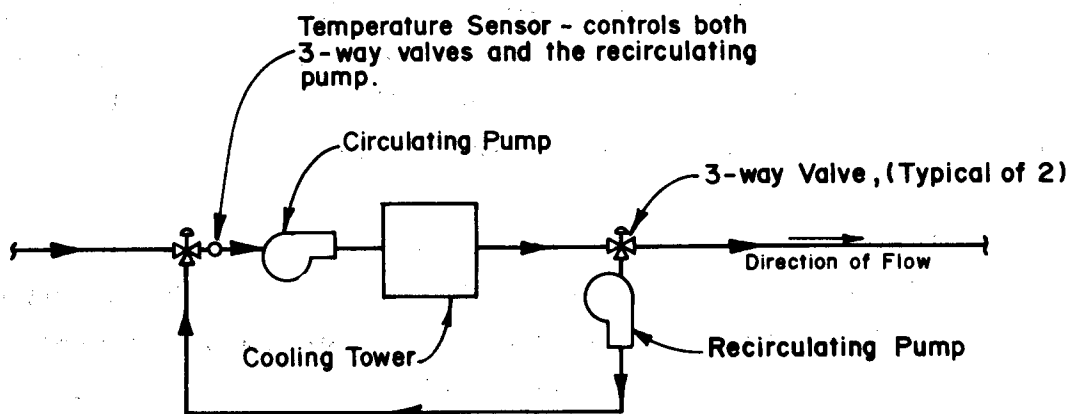 Temperature Sensor - controls both
3-way valves and the recirculating
pump.
Circulating Pump
3-way Valve, (Typical of 2)
Direction of Flow
Cooling Tower
Recirculating Pump